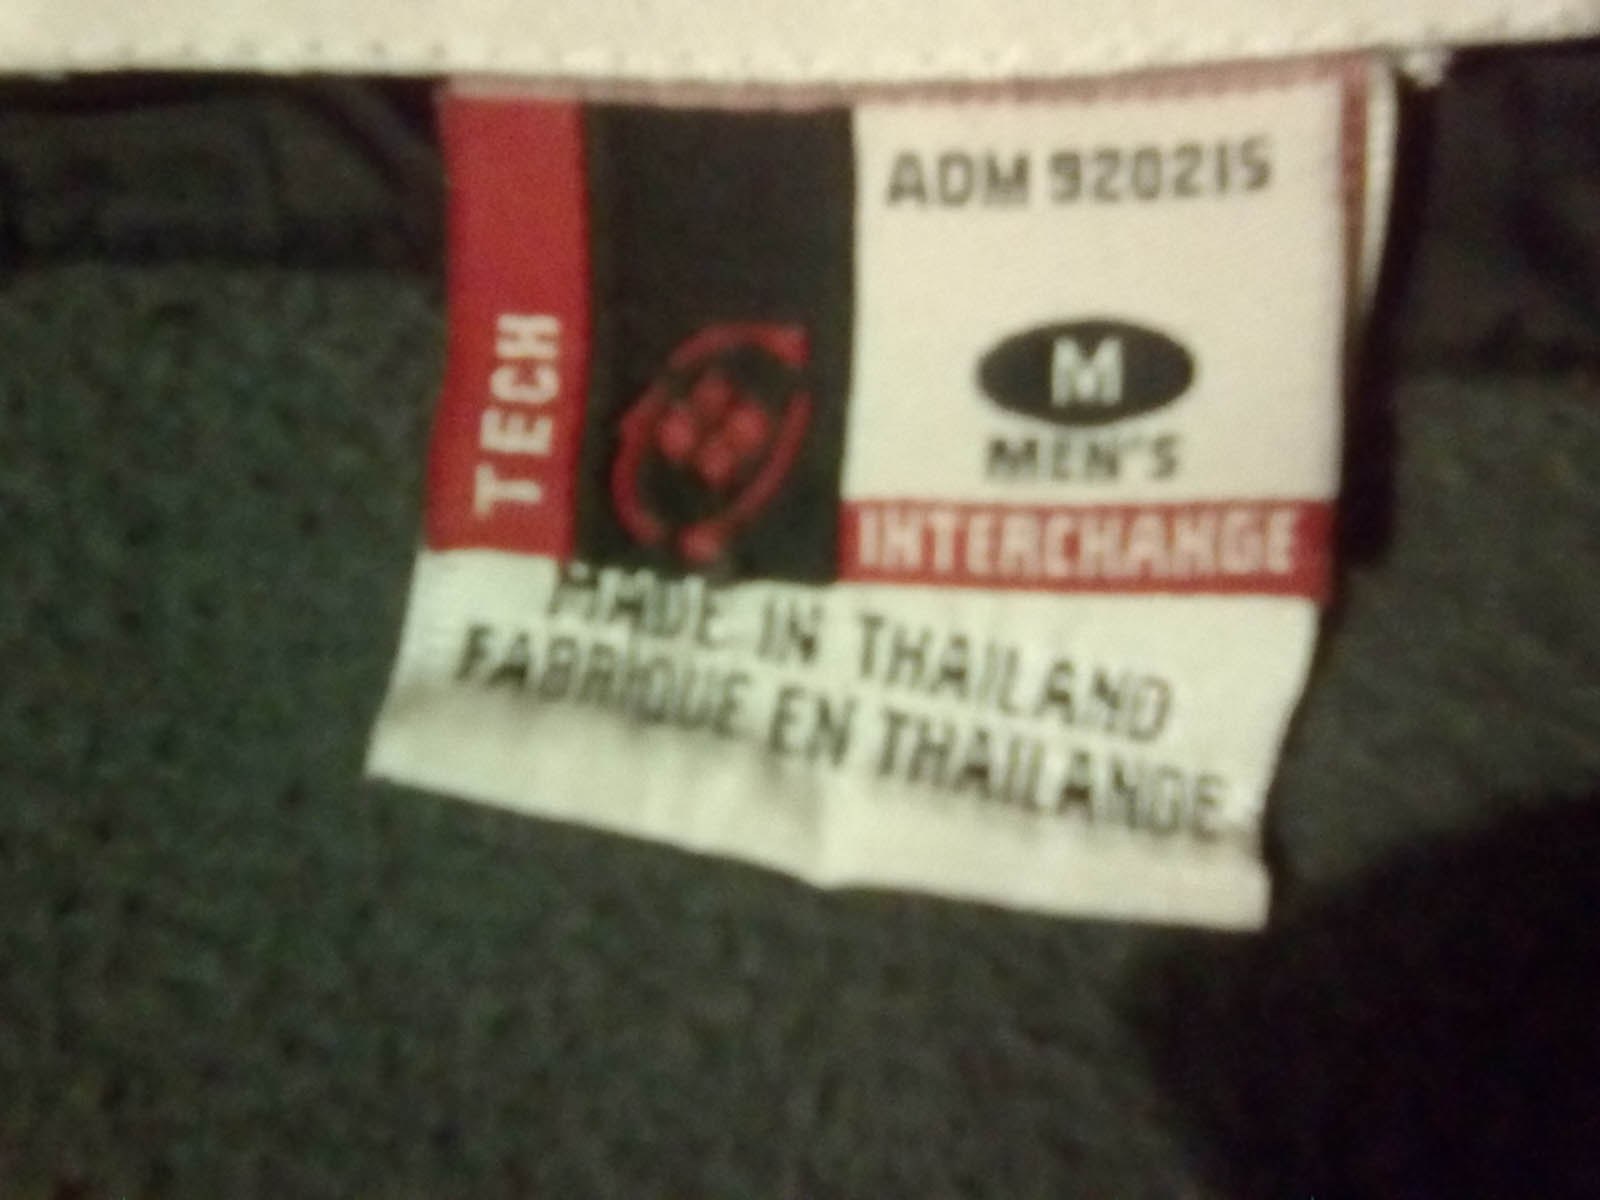 TECH
ADM 920215
M
MEN'S
INTERCHANGE
MADE IN THAILAND
FABRIQUE EN THAILANDE